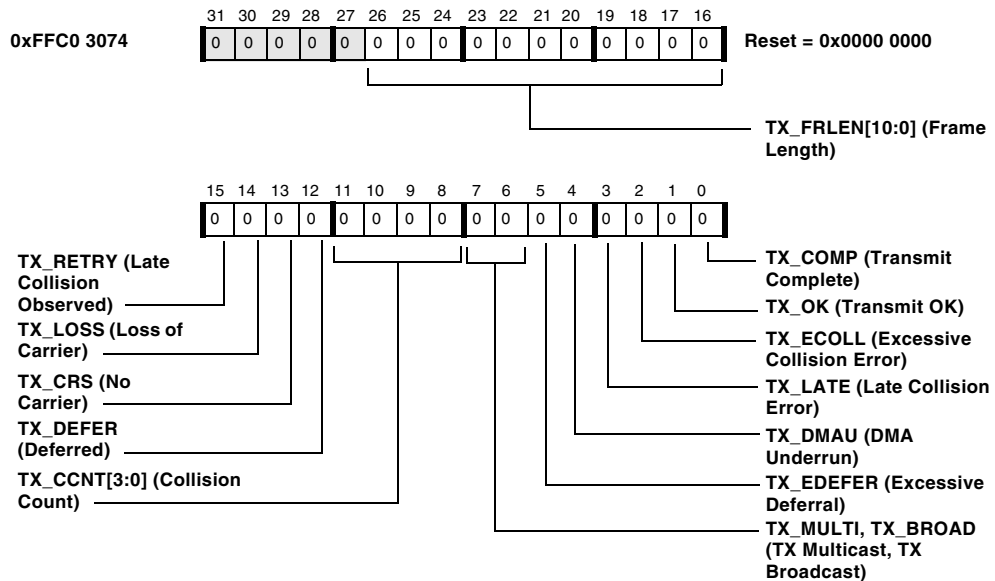 31 30 29 28 27 26 25 24 23 22 21 20 19 18 17 16
0xFFC0 3074
0 0 0 0 0 0 0 0 0 0 0 0 0 0 0 0
Reset = 0x0000 0000
TX_FRLEN[10:0] (Frame
Length)
15 14 13 12 11 10 9 8 7 6 5 4 3 2 1 0
0 0 0 0 0 0 0 0 0 0 0 0 0 0 0 0
TX_RETRY (Late
Collision
Observed)
TX_LOSS (Loss of
Carrier)
TX_CRS (No
Carrier)
TX_DEFER
(Deferred)
TX_CCNT[3:0] (Collision
Count)
TX_COMP (Transmit
Complete)
TX_OK (Transmit OK)
TX_ECOLL (Excessive
Collision Error)
TX_LATE (Late Collision
Error)
TX_DMAU (DMA
Underrun)
TX_EDEFER (Excessive
Deferral)
TX_MULTI, TX_BROAD
(TX Multicast, TX
Broadcast)